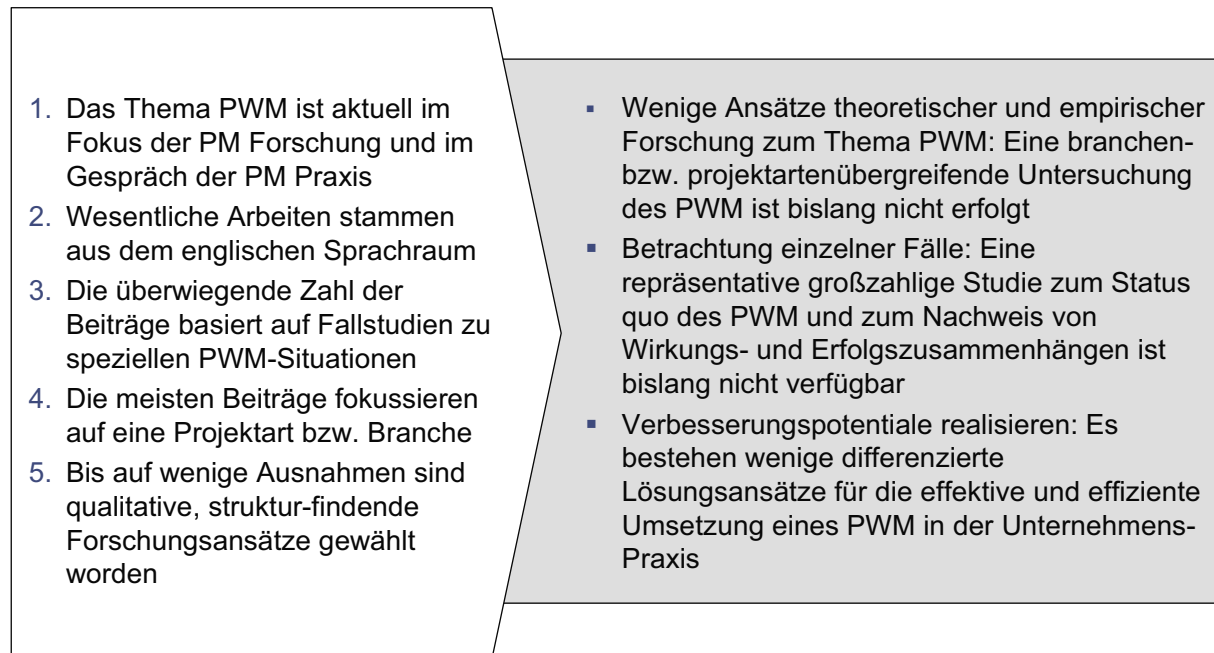 1. Das Thema PWM ist aktuell im
Fokus der PM Forschung und im
Gespräch der PM Praxis
2. Wesentliche Arbeiten stammen
aus dem englischen Sprachraum
3. Die überwiegende Zahl der
Beiträge basiert auf Fallstudien zu
speziellen PWM-Situationen
4. Die meisten Beiträge fokussieren
auf eine Projektart bzw. Branche
5. Bis auf wenige Ausnahmen sind
qualitative, struktur-findende
Forschungsansätze gewählt
worden
▪ Wenige Ansätze theoretischer und empirischer
Forschung zum Thema PWM: Eine branchen-
bzw. projektartenübergreifende Untersuchung
des PWM ist bislang nicht erfolgt
▪ Betrachtung einzelner Fälle: Eine
repräsentative großzahlige Studie zum Status
quo des PWM und zum Nachweis von
Wirkungs- und Erfolgszusammenhängen ist
bislang nicht verfügbar
▪ Verbesserungspotentiale realisieren: Es
bestehen wenige differenzierte
Lösungsansätze für die effektive und effiziente
Umsetzung eines PWM in der Unternehmens-
Praxis